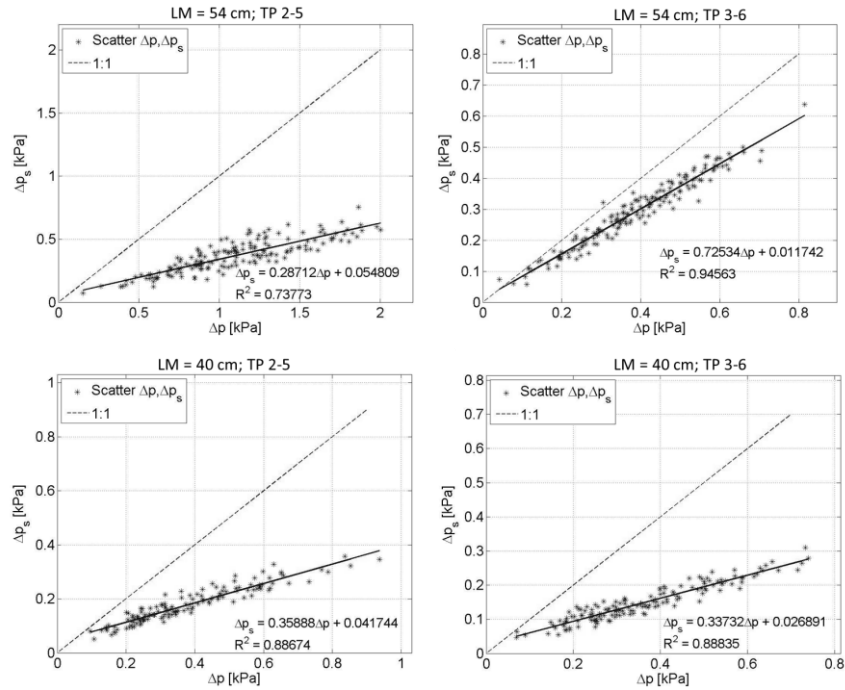 LM = 54 cm; TP 2-5
Scatter Δp,Δps
1:1
2
1.5
1
0.5
0
Δps [kPa]
Δps = 0.28712Δp + 0.054809
R² = 0.73773
0 0.5 1 1.5 2
Δp [kPa]
LM = 54 cm; TP 3-6
Scatter Δp,Δps
1:1
0.8
0.7
0.6
0.5
0.4
0.3
0.2
0.1
0
Δps [kPa]
Δps = 0.72534Δp + 0.011742
R² = 0.94563
0 0.2 0.4 0.6 0.8
Δp [kPa]
LM = 40 cm; TP 2-5
Scatter Δp,Δps
1:1
1
0.8
0.6
0.4
0.2
0
Δps [kPa]
Δps = 0.35888Δp + 0.041744
R² = 0.88674
0 0.2 0.4 0.6 0.8 1
Δp [kPa]
LM = 40 cm; TP 3-6
Scatter Δp,Δps
1:1
0.8
0.7
0.6
0.5
0.4
0.3
0.2
0.1
0
Δps [kPa]
Δps = 0.33732Δp + 0.026891
R² = 0.88835
0 0.2 0.4 0.6 0.8
Δp [kPa]